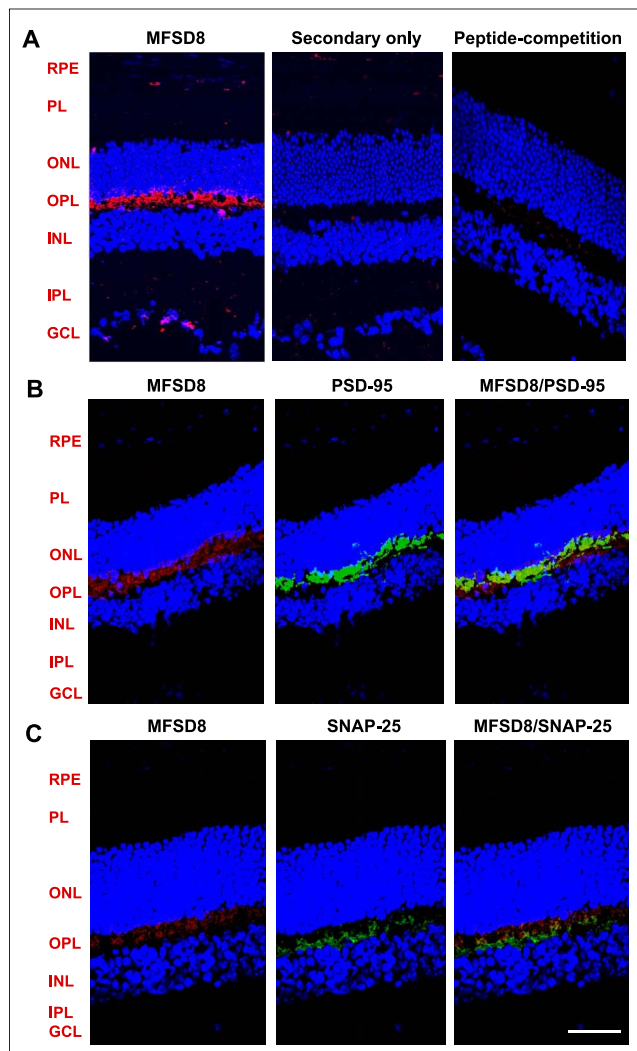 A
MFSD8 Secondary only Peptide-competition
RPE
PL
ONL
OPL
INL
IPL
GCL
B
MFSD8 PSD-95 MFSD8/PSD-95
RPE
PL
ONL
OPL
INL
IPL
GCL
C
MFSD8 SNAP-25 MFSD8/SNAP-25
RPE
PL
ONL
OPL
INL
IPL
GCL